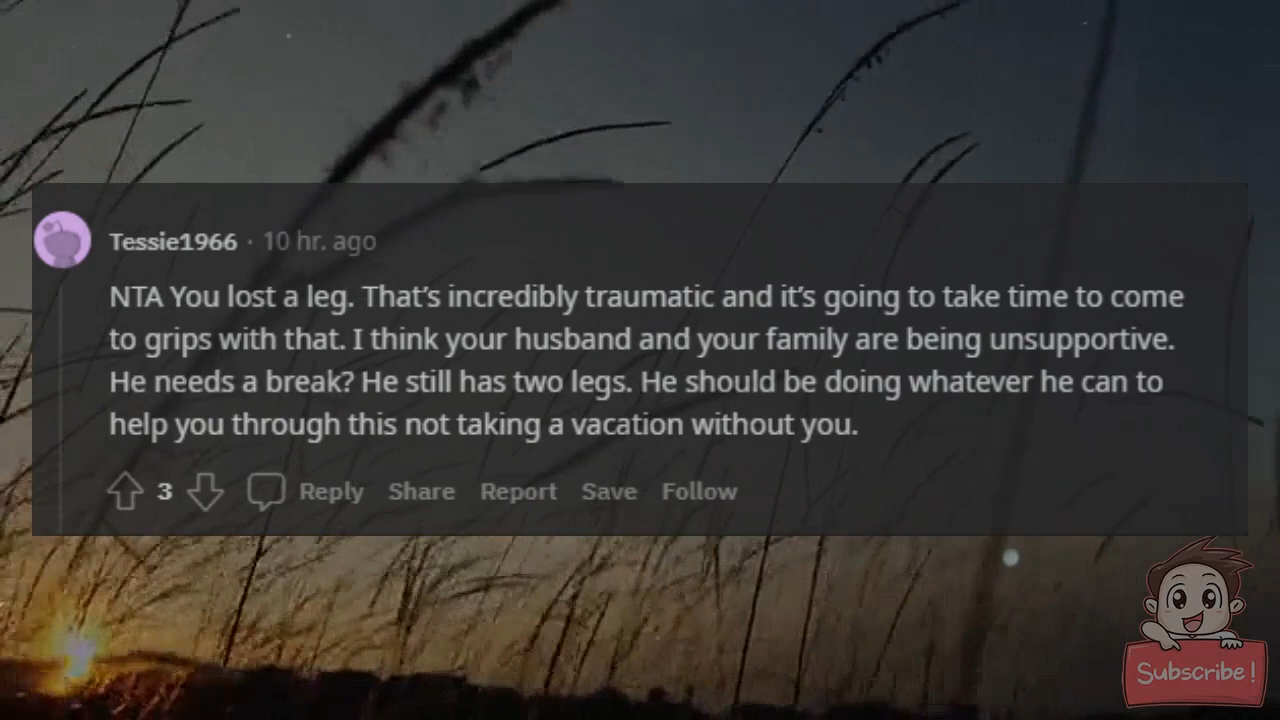 Tessie1966 · 10 hr. ago
NTA You lost a leg. That's incredibly traumatic and it's going to take time to come
to grips with that. I think your husband and your family are being unsupportive.
He needs a break? He still has two legs. He should be doing whatever he can to
help you through this not taking a vacation without you.
3 Reply Share Report Save Follow
Subscribe!